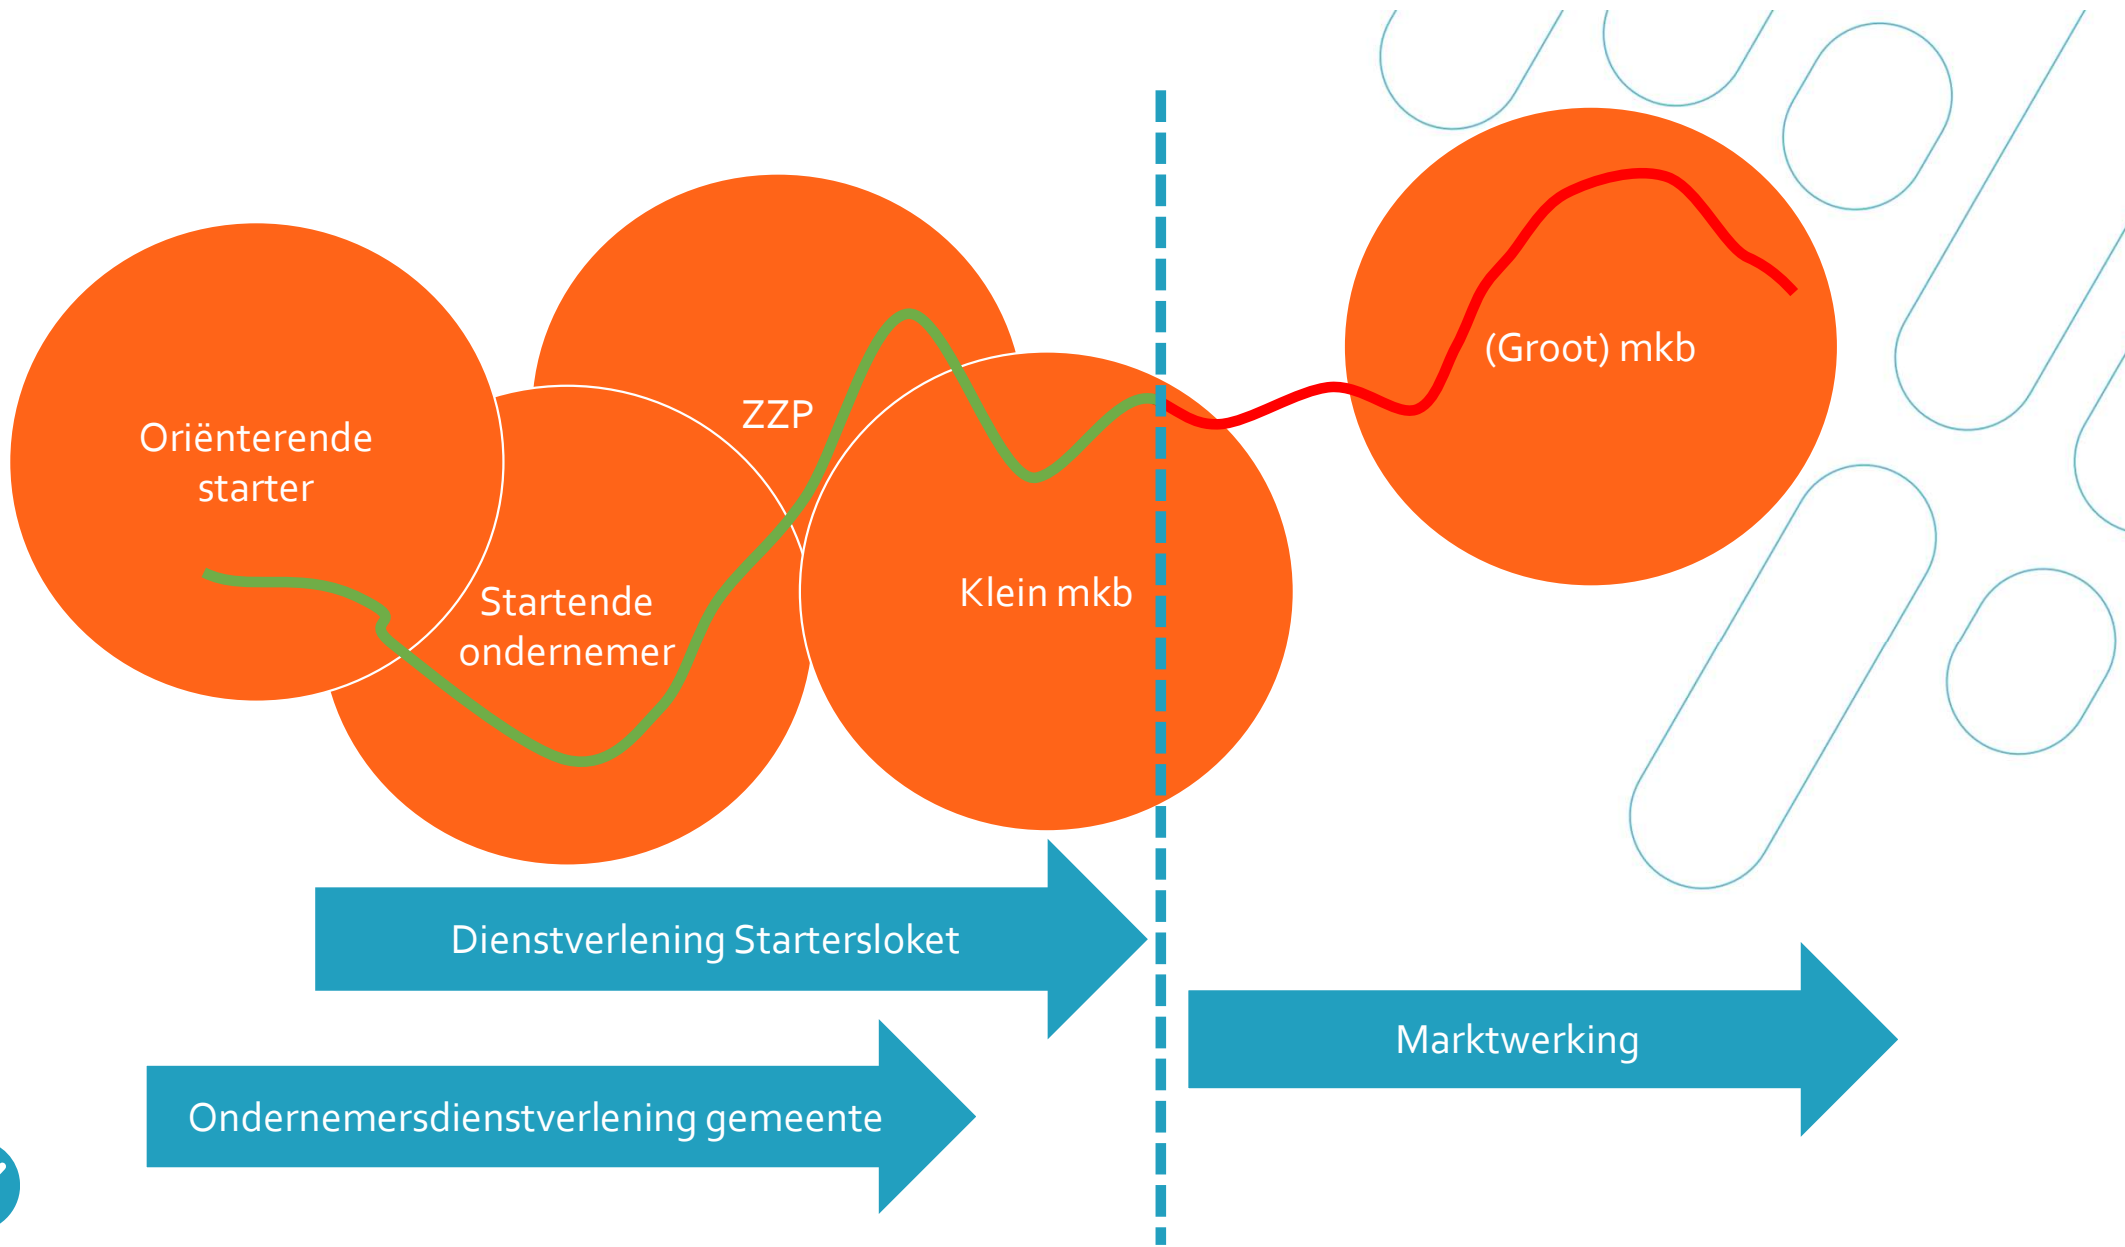 Oriënterende
starter
Startende
ondernemer
ZZP
Klein mkb
(Groot) mkb
Dienstverlening Startersloket
Ondernemersdienstverlening gemeente
Marktwerking